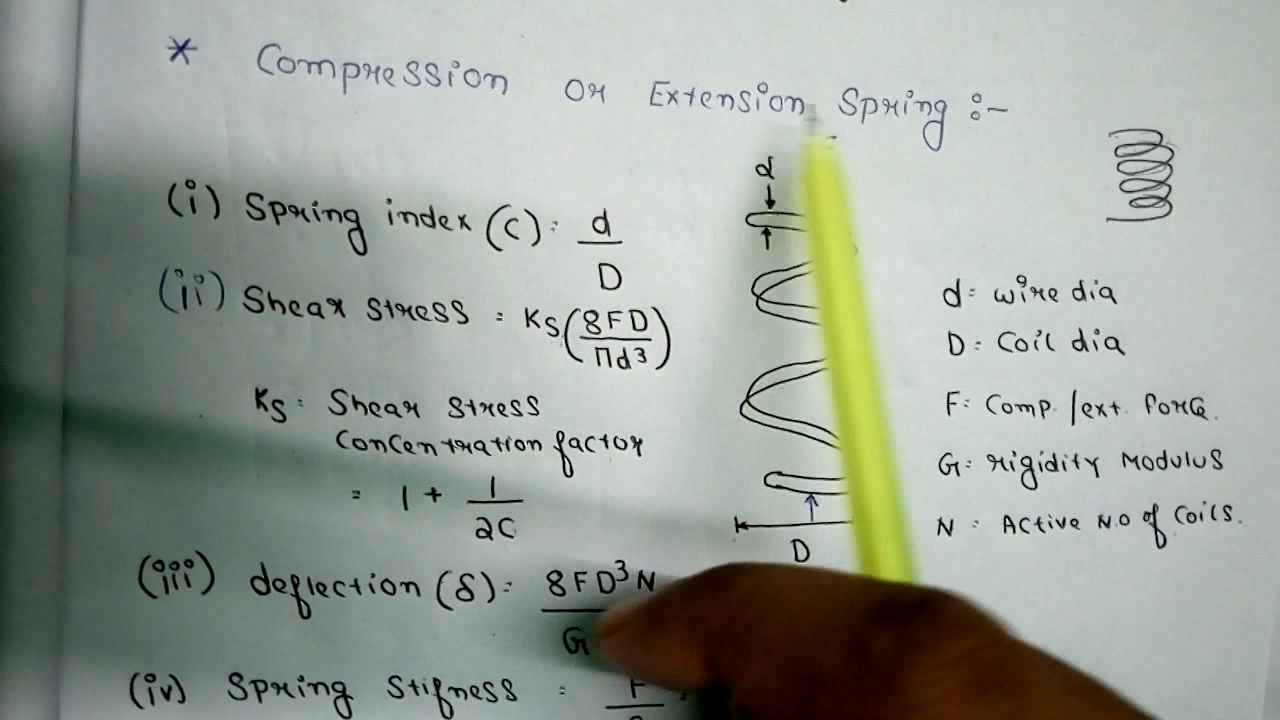 * Compression or Extension Spring :-
(i) Spring index (C) = d/D
(ii) Shear stress = Ks(8FD/Πd³)
Ks = Shear stress
concentration factor
= 1 + 1/2C
(iii) deflection (δ) = 8FD³N/G
(iv) Spring stifness = F
d
D
d = wire dia
D = Coil dia
F = Comp. /ext. force.
G = rigidity modulus
N = Active N.O of Coils.